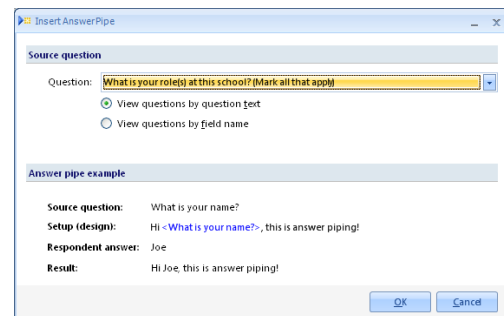 Insert AnswerPipe
Source question
Question: What is your role(s) at this school? (Mark all that apply)
View questions by question text
View questions by field name
Answer pipe example
Source question: What is your name?
Setup (design): Hi <What is your name?>, this is answer piping!
Respondent answer: Joe
Result: Hi Joe, this is answer piping!
OK Cancel